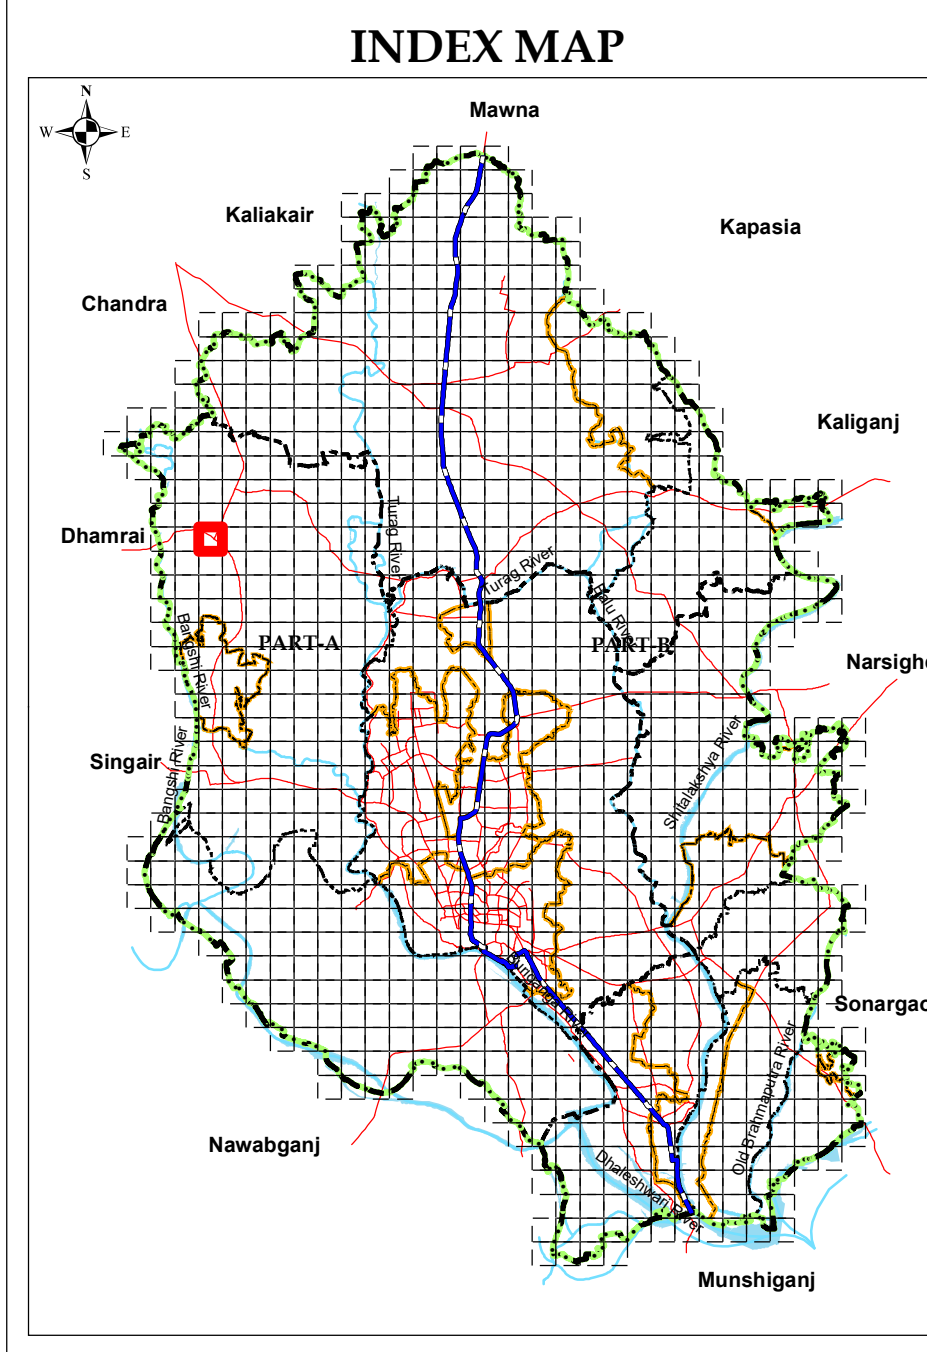 INDEX MAP
N
W E
S
Mawna
Kaliakair
Kapasia
Chandra
Kaliganj
Dhamrai
Turag River
Turag River
Balu River
PART-A
PART-B
Bangshi River
Narsigh
Shitalakshya River
Singair
Bangshi River
Buriganga River
Sonargao
Old Brahmaputra River
Nawabganj
Dhaleshwari River
Munshiganj